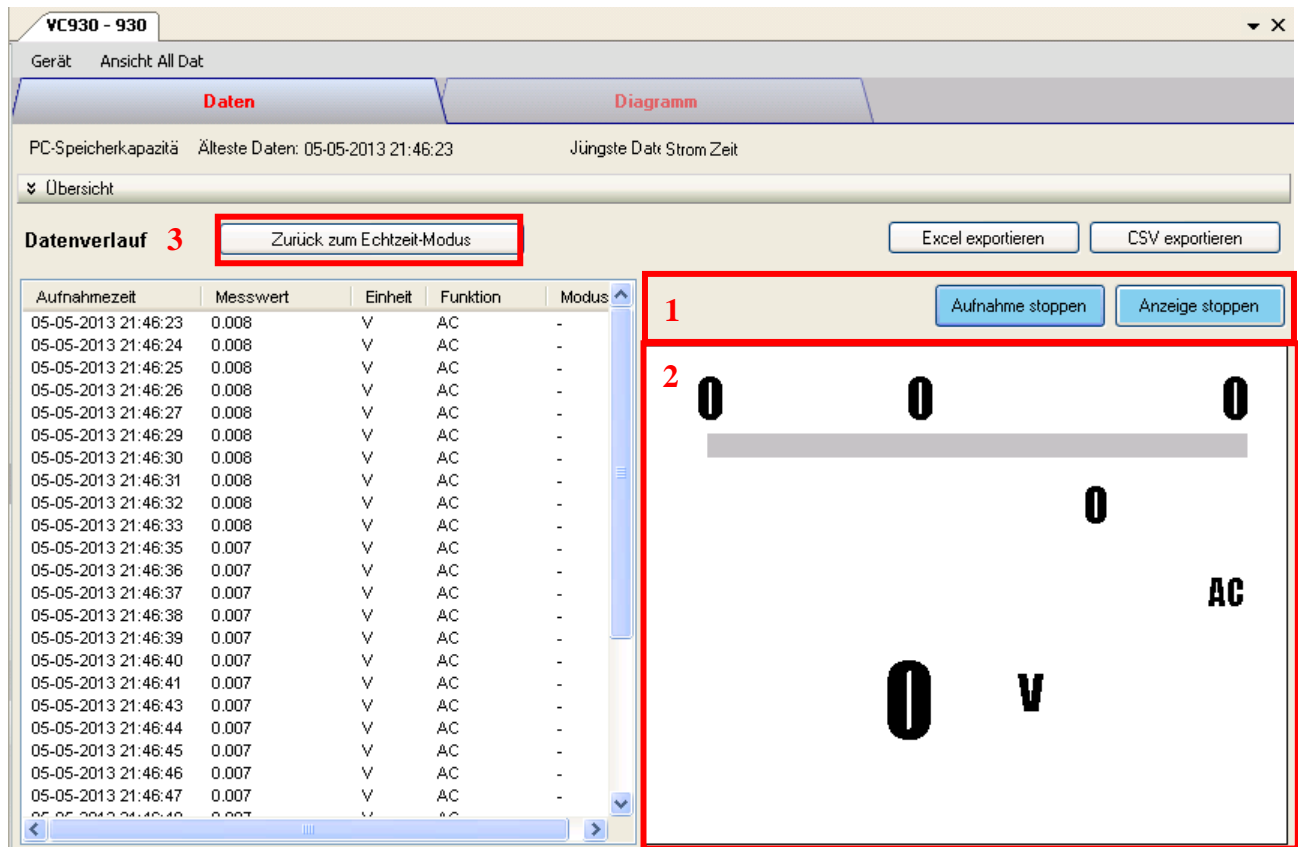 VC930 - 930
Gerät Ansicht All Dat
Daten Diagramm
PC-Speicherkapazitä Älteste Daten: 05-05-2013 21:46:23 Jüngste Date Strom Zeit
Übersicht
Datenverlauf 3 Zurück zum Echtzeit-Modus Excel exportieren CSV exportieren
Aufnahmezeit Messwert Einheit Funktion Modus
05-05-2013 21:46:23 0.008 V AC -
05-05-2013 21:46:24 0.008 V AC -
05-05-2013 21:46:25 0.008 V AC -
05-05-2013 21:46:26 0.008 V AC -
05-05-2013 21:46:27 0.008 V AC -
05-05-2013 21:46:29 0.008 V AC -
05-05-2013 21:46:30 0.008 V AC -
05-05-2013 21:46:31 0.008 V AC -
05-05-2013 21:46:32 0.008 V AC -
05-05-2013 21:46:33 0.008 V AC -
05-05-2013 21:46:35 0.007 V AC -
05-05-2013 21:46:36 0.007 V AC -
05-05-2013 21:46:37 0.007 V AC -
05-05-2013 21:46:38 0.007 V AC -
05-05-2013 21:46:39 0.007 V AC -
05-05-2013 21:46:40 0.007 V AC -
05-05-2013 21:46:41 0.007 V AC -
05-05-2013 21:46:43 0.007 V AC -
05-05-2013 21:46:44 0.007 V AC -
05-05-2013 21:46:45 0.007 V AC -
05-05-2013 21:46:46 0.007 V AC -
05-05-2013 21:46:47 0.007 V AC -
1 Aufnahme stoppen Anzeige stoppen
2
0 0 0
0
AC
0 V